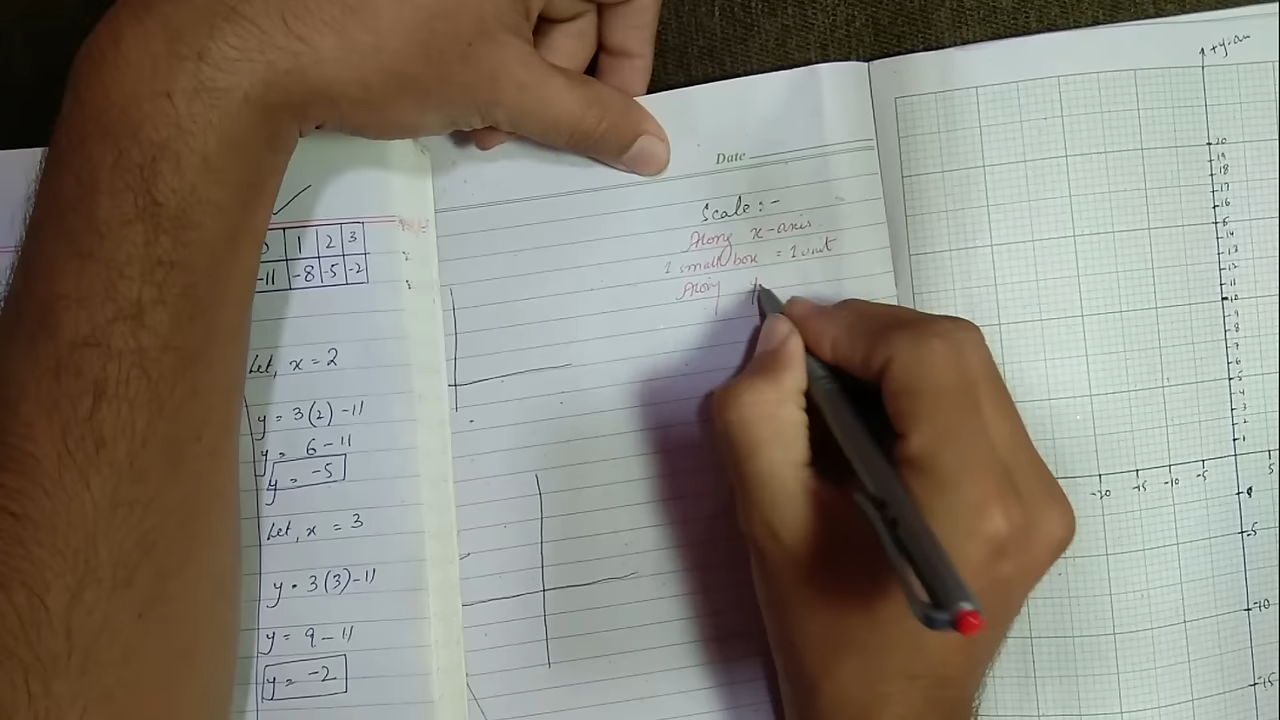 0 1 2 3
-11 -8 -5 -2
Let, x = 2
y = 3(2) - 11
y = 6 - 11
y = -5
Let, x = 3
y = 3(3) - 11
y = 9 - 11
y = -2
Date
Scale :-
Along x-axis
1 small box = 1 unit
Along y
+y-ax
20
19
18
17
16
15
14
13
12
11
10
9
8
7
6
5
4
3
2
1
-20 -15 -10 -5 0 5
-5
-10
-15